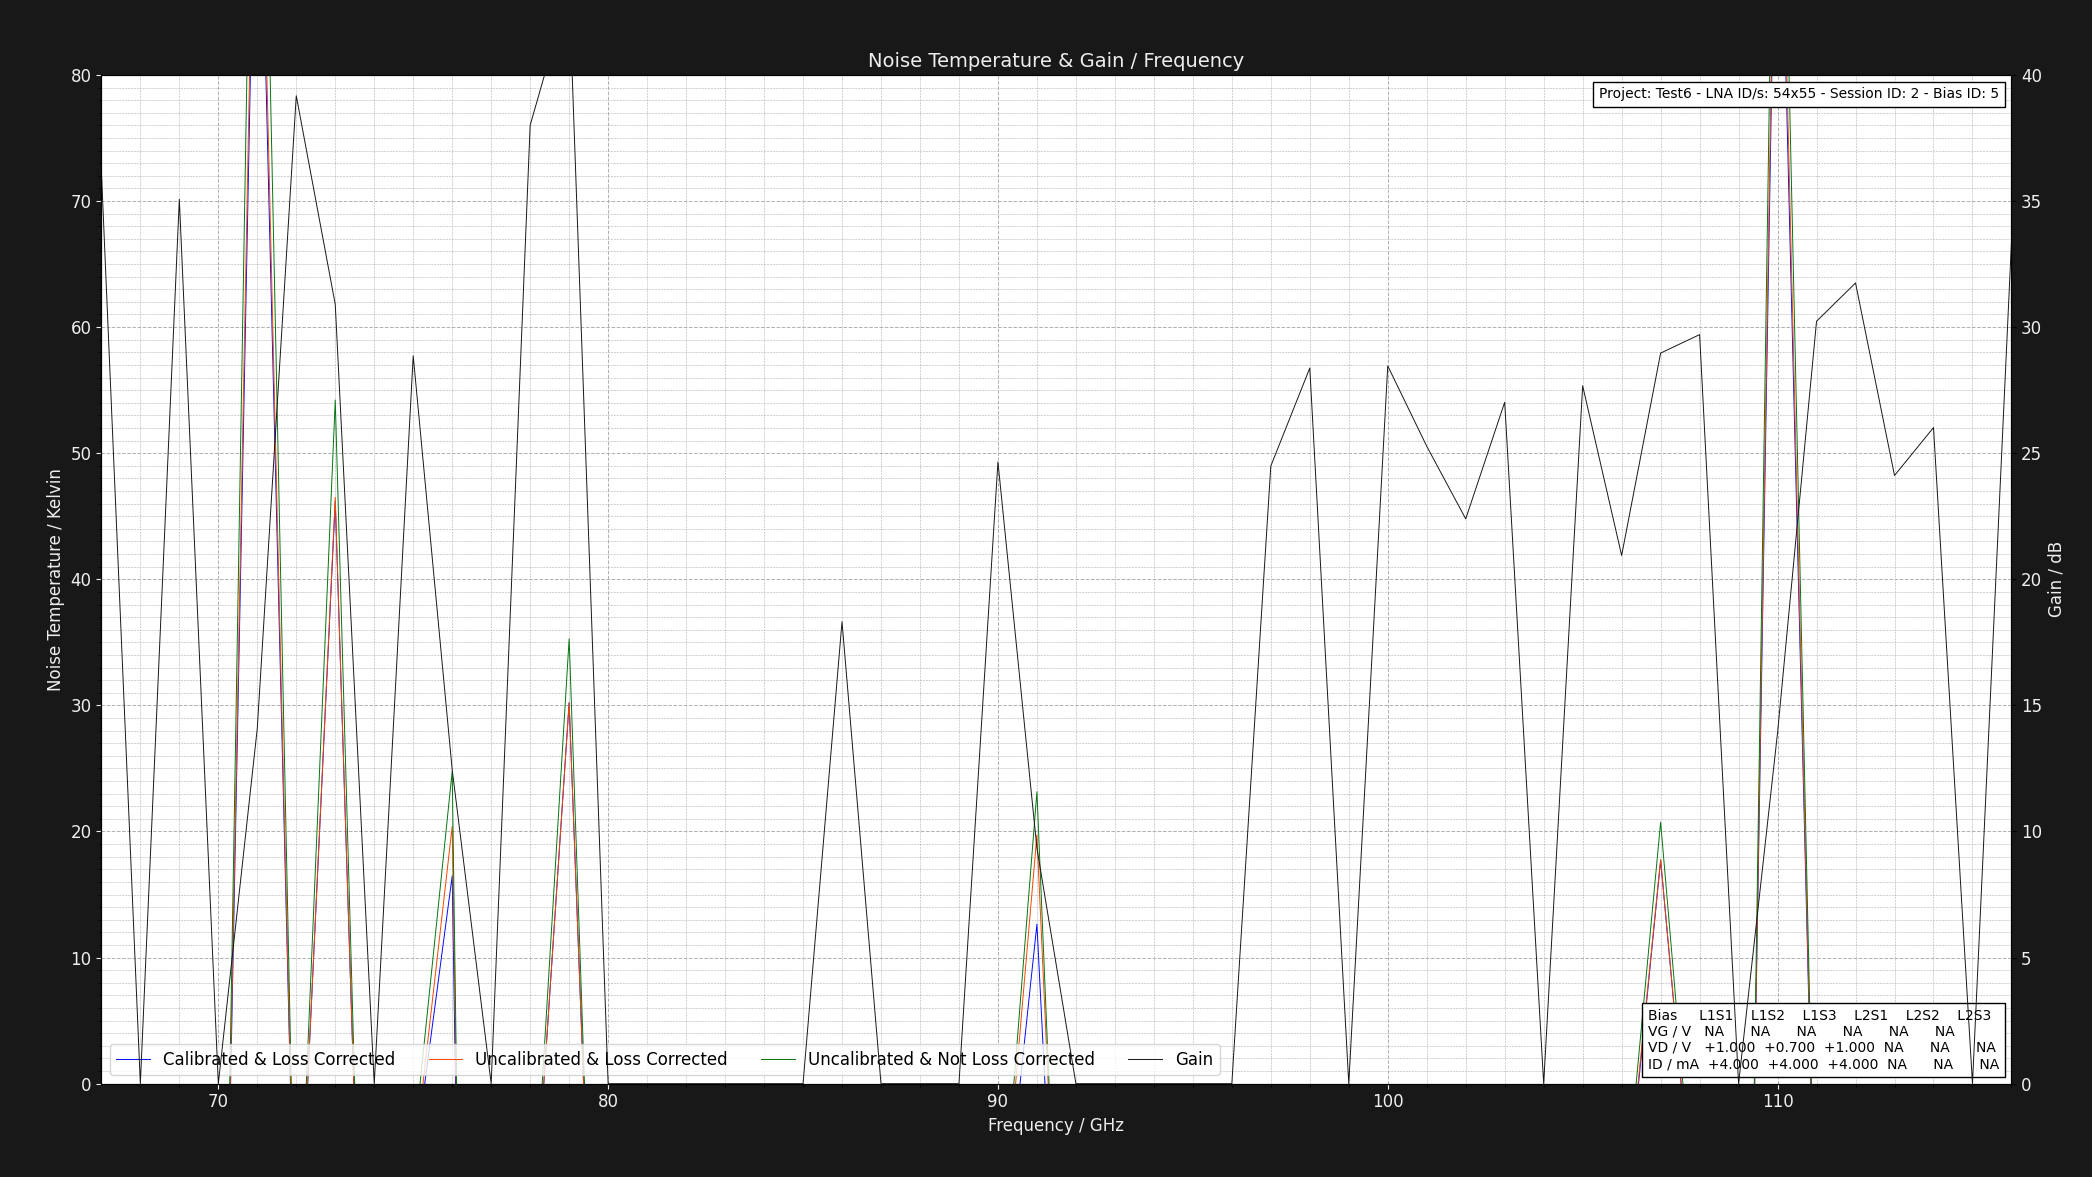 Noise Temperature & Gain / Frequency
Project: Test6 - LNA ID/s: 54x55 - Session ID: 2 - Bias ID: 5
Noise Temperature / Kelvin
80
70
60
50
40
30
20
10
0
40
35
30
25
20
15
10
5
0
Gain / dB
Bias L1S1 L1S2 L1S3 L2S1 L2S2 L2S3
VG / V NA NA NA NA NA NA
VD / V +1.000 +0.700 +1.000 NA NA NA
ID / mA +4.000 +4.000 +4.000 NA NA NA
Calibrated & Loss Corrected Uncalibrated & Loss Corrected Uncalibrated & Not Loss Corrected Gain
70 80 90 100 110
Frequency / GHz